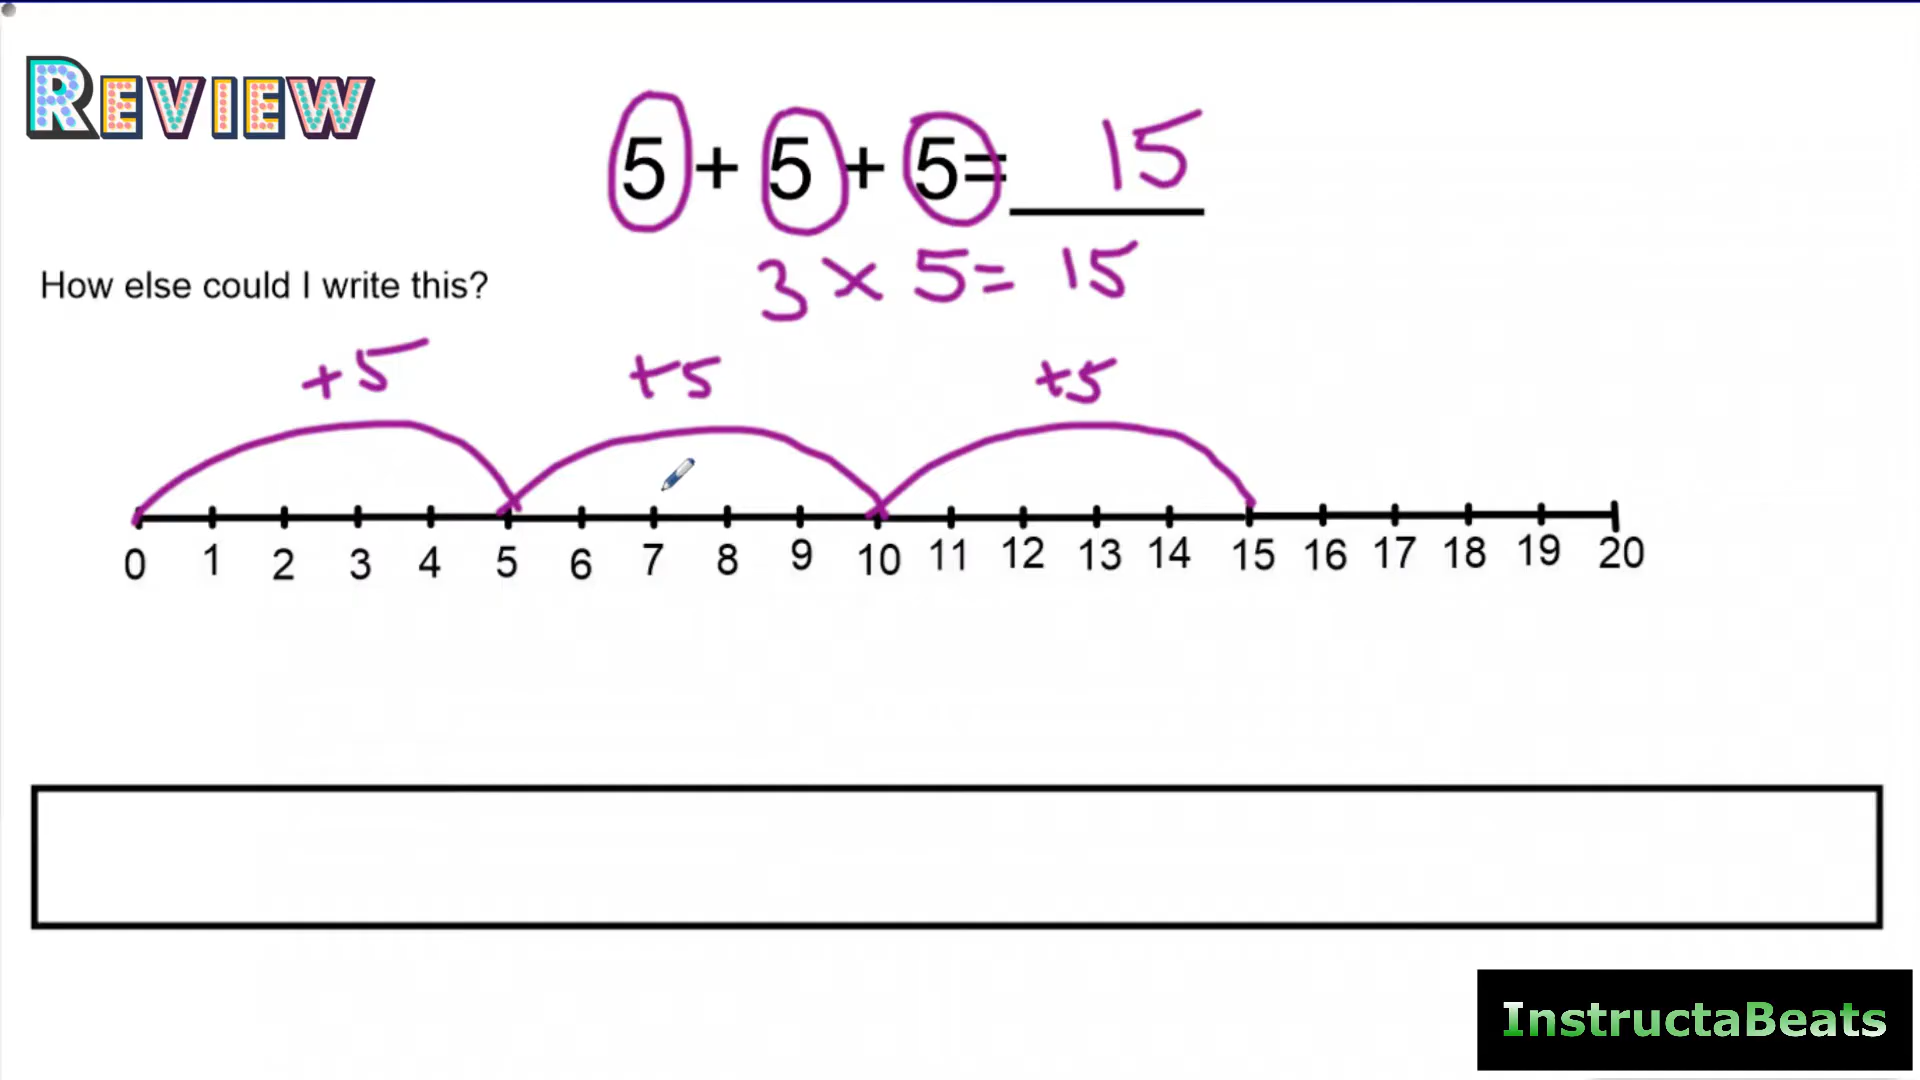 REVIEW
5 + 5 + 5 = 15
How else could I write this?
3 x 5 = 15
+5 +5 +5
0 1 2 3 4 5 6 7 8 9 10 11 12 13 14 15 16 17 18 19 20
InstructaBeats